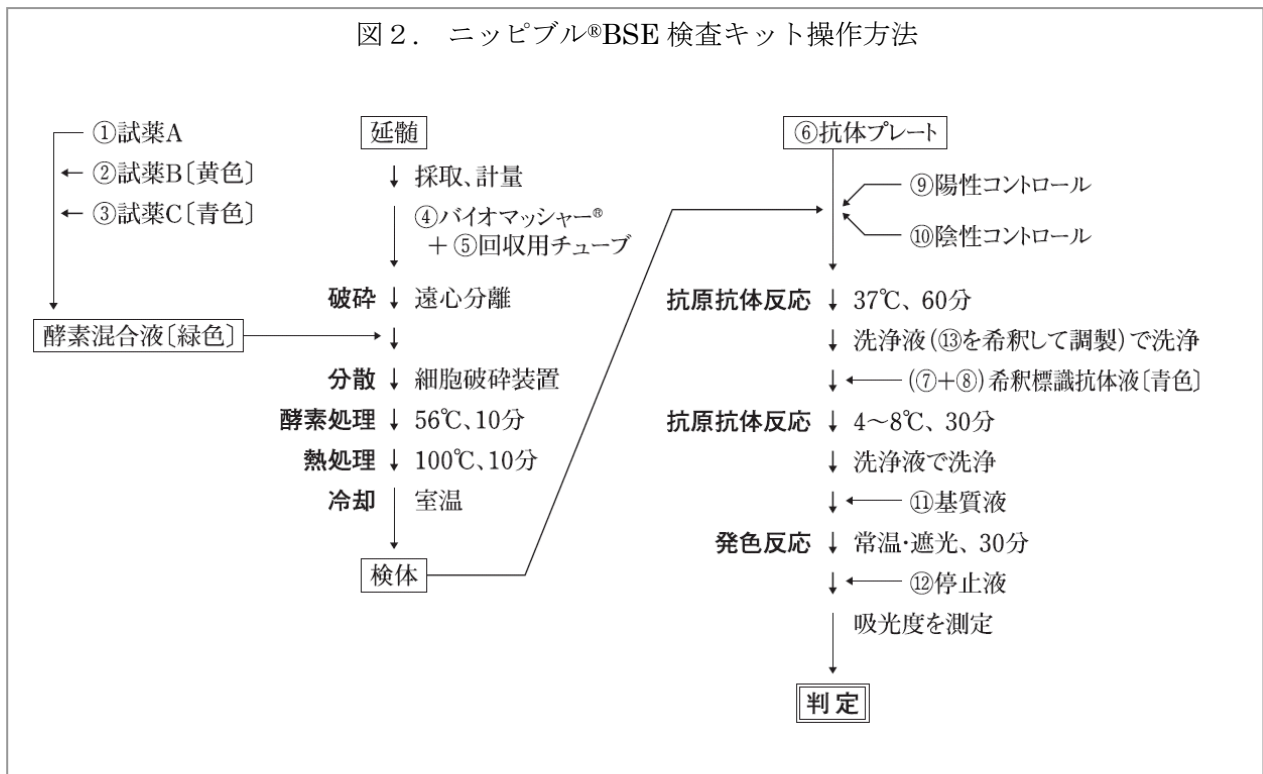 図２． ニッピブル®BSE検査キット操作方法
①試薬A
②試薬B〔黄色〕
③試薬C〔青色〕
酵素混合液〔緑色〕
延髄
採取、計量
④バイオマッシャー®
＋⑤回収用チューブ
破砕 遠心分離
分散 細胞破砕装置
酵素処理 56℃、10分
熱処理 100℃、10分
冷却 室温
検体
⑥抗体プレート
⑨陽性コントロール
⑩陰性コントロール
抗原抗体反応 37℃、60分
洗浄液（⑬を希釈して調製）で洗浄
（⑦＋⑧）希釈標識抗体液〔青色〕
抗原抗体反応 4～8℃、30分
洗浄液で洗浄
⑪基質液
発色反応 常温・遮光、30分
⑫停止液
吸光度を測定
判定